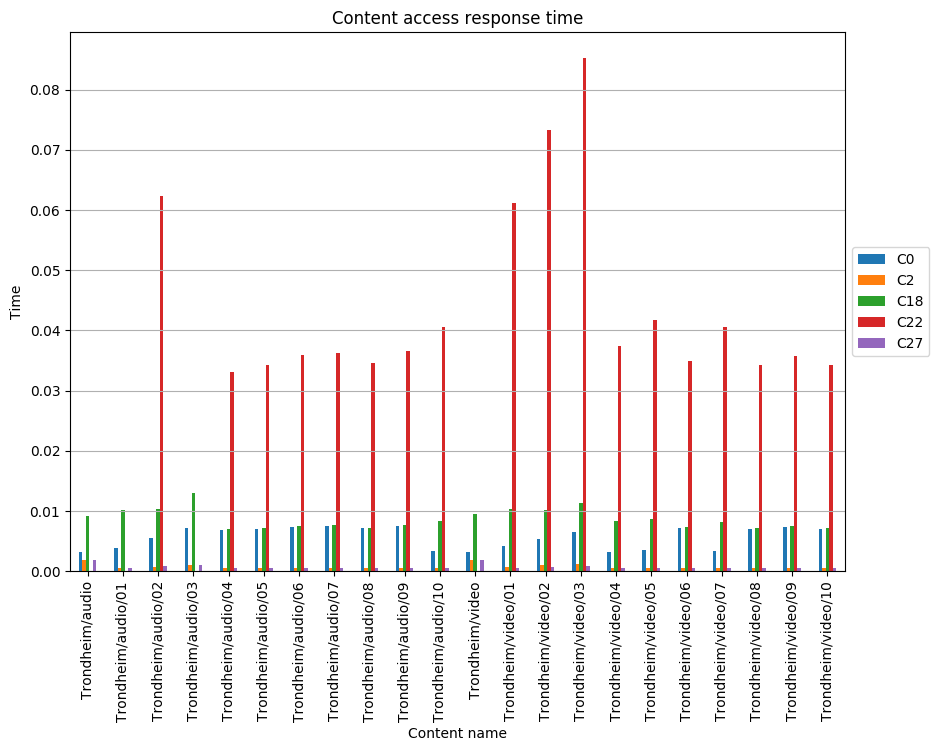 Content access response time
0.08
0.07
0.06
0.05
0.04
0.03
0.02
0.01
0.00
Time
C0
C2
C18
C22
C27
Trondheim/audio
Trondheim/audio/01
Trondheim/audio/02
Trondheim/audio/03
Trondheim/audio/04
Trondheim/audio/05
Trondheim/audio/06
Trondheim/audio/07
Trondheim/audio/08
Trondheim/audio/09
Trondheim/audio/10
Trondheim/video
Trondheim/video/01
Trondheim/video/02
Trondheim/video/03
Trondheim/video/04
Trondheim/video/05
Trondheim/video/06
Trondheim/video/07
Trondheim/video/08
Trondheim/video/09
Trondheim/video/10
Content name